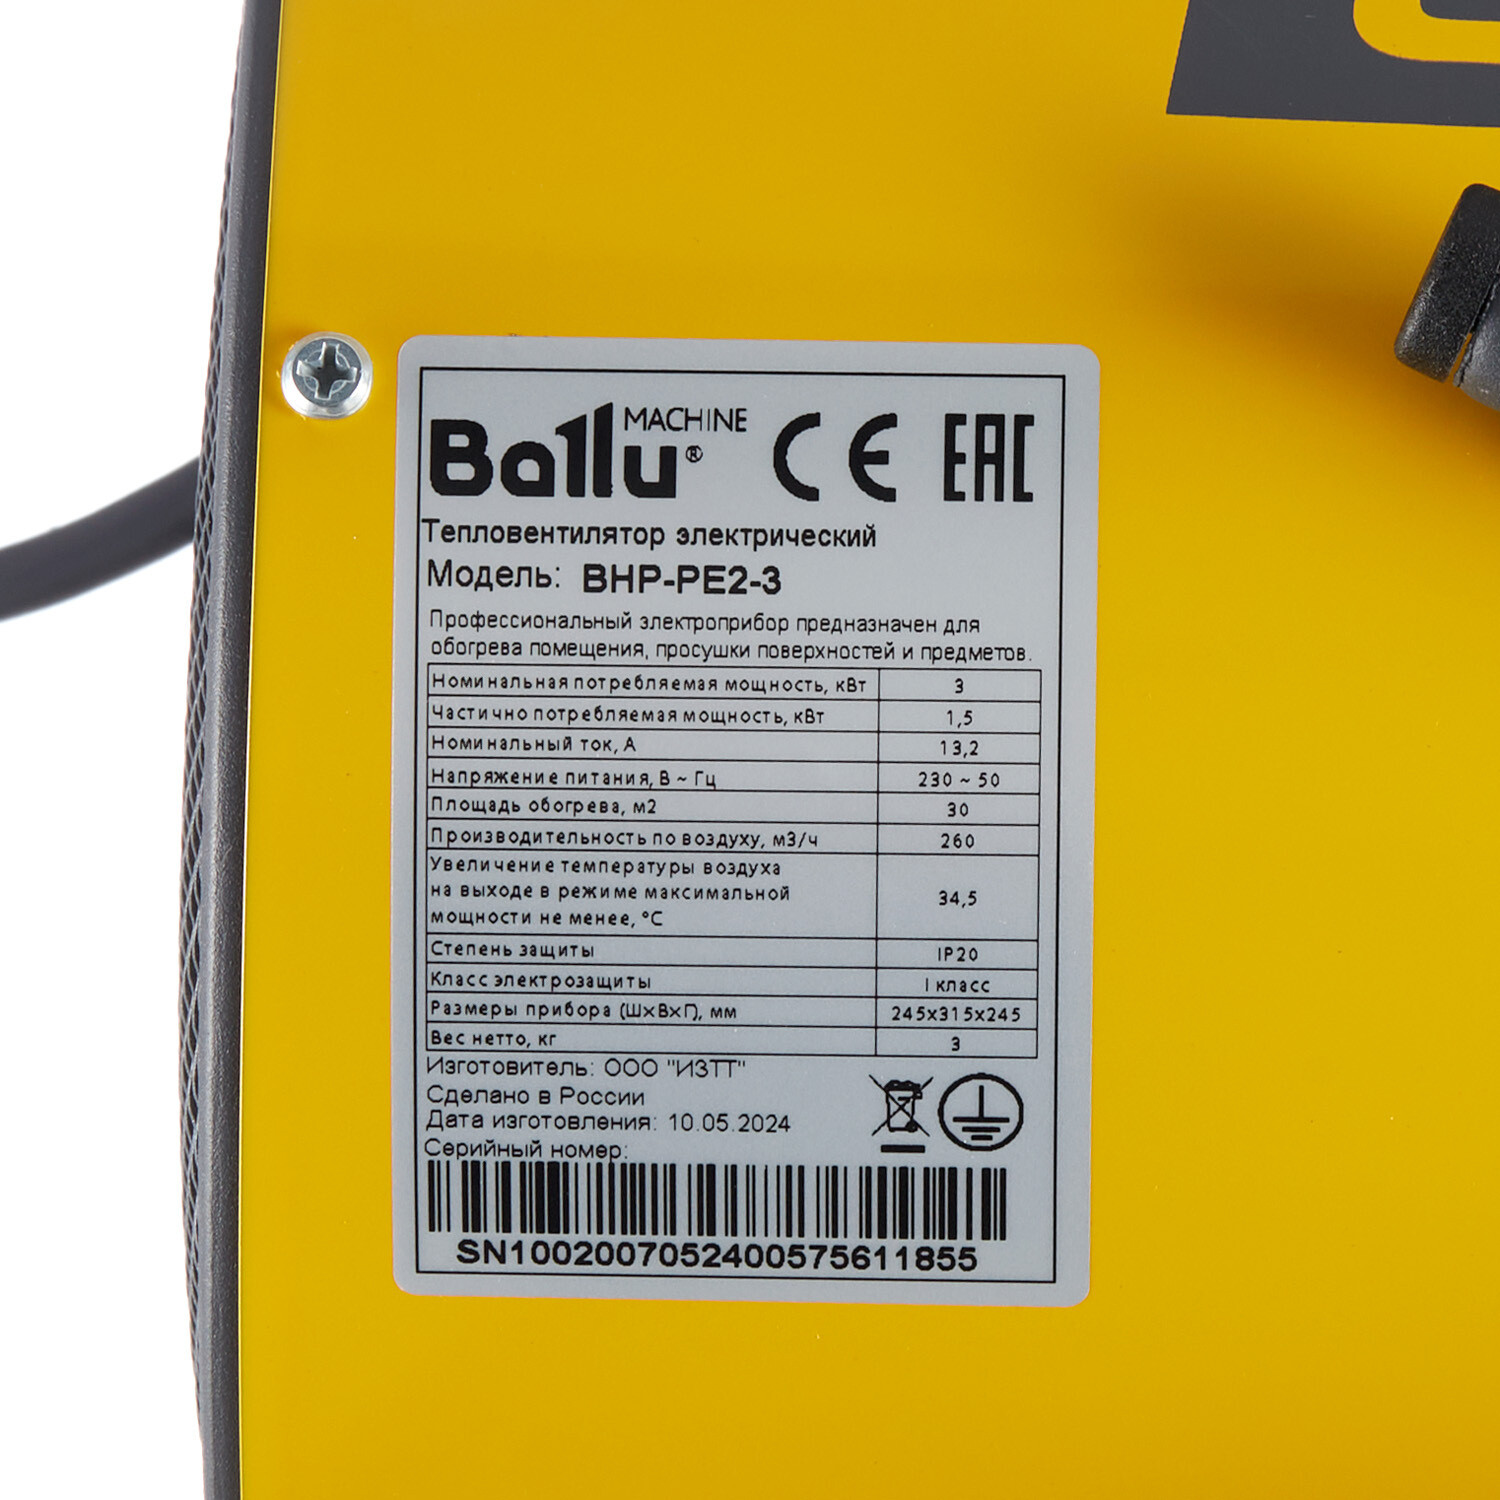 Ballu® MACHINE CE EAC
Тепловентилятор электрический
Модель: BHP-PE2-3
Профессиональный электроприбор предназначен для
обогрева помещения, просушки поверхностей и предметов.
Номинальная потребляемая мощность, кВт 3
Частично потребляемая мощность, кВт 1,5
Номинальный ток, А 13,2
Напряжение питания, В ~ Гц 230 ~ 50
Площадь обогрева, м2 30
Производительность по воздуху, м3/ч 260
Увеличение температуры воздуха
на выходе в режиме максимальной
мощности не менее, °С 34,5
Степень защиты IP20
Класс электрозащиты I класс
Размеры прибора (Ш×В×Г), мм 245x315x245
Вес нетто, кг 3
Изготовитель: ООО "ИЗТТ"
Сделано в России
Дата изготовления: 10.05.2024
Серийный номер:
SN10020070524005756​11855